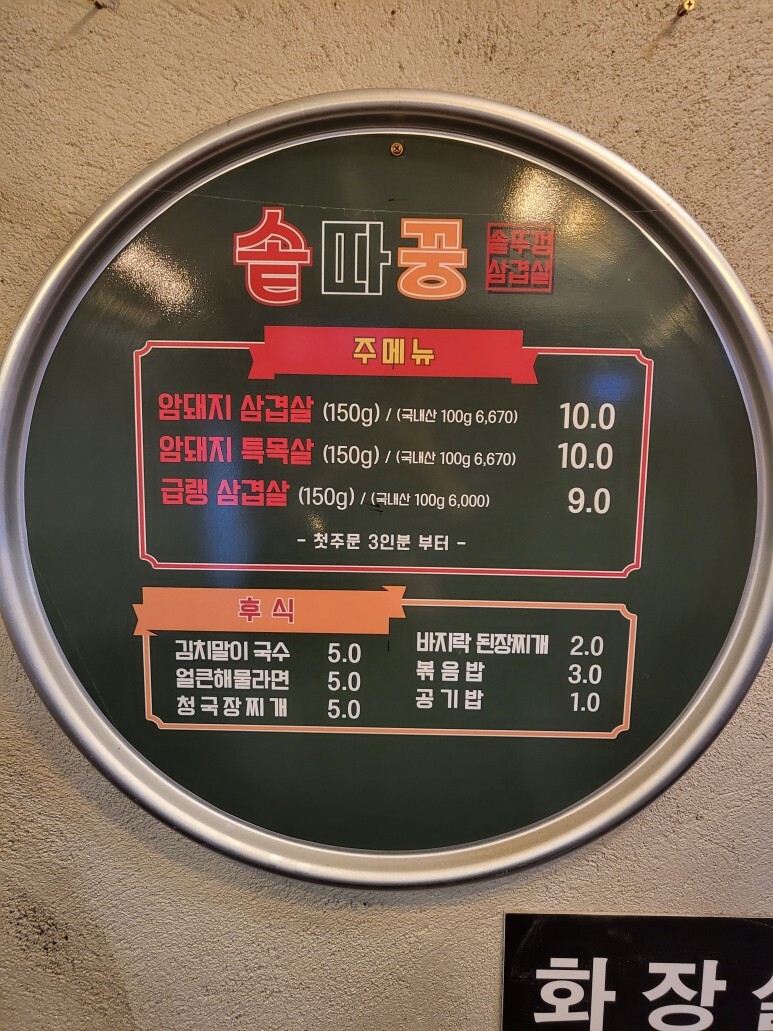 솥따꿍
솥뚜껑
삼겹살
주메뉴
암돼지 삼겹살 (150g) / (국내산 100g 6,670) 10.0
암돼지 특목살 (150g) / (국내산 100g 6,670) 10.0
급랭 삼겹살 (150g) / (국내산 100g 6,000) 9.0
- 첫주문 3인분 부터 -
후식
김치말이 국수 5.0
얼큰해물라면 5.0
청국장찌개 5.0
바지락 된장찌개 2.0
볶음밥 3.0
공기밥 1.0
화장